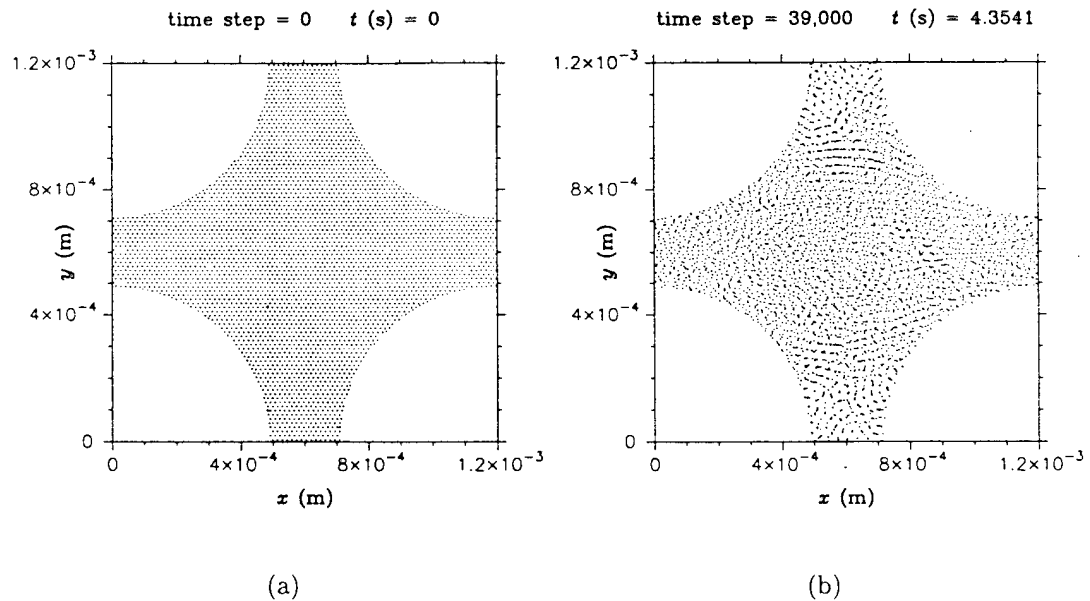 time step = 0 t (s) = 0
1.2×10⁻³
8×10⁻⁴
4×10⁻⁴
0
y (m)
0
4×10⁻⁴
8×10⁻⁴
1.2×10⁻³
x (m)
(a)
time step = 39,000 t (s) = 4.3541
1.2×10⁻³
8×10⁻⁴
4×10⁻⁴
0
y (m)
0
4×10⁻⁴
8×10⁻⁴
1.2×10⁻³
x (m)
(b)